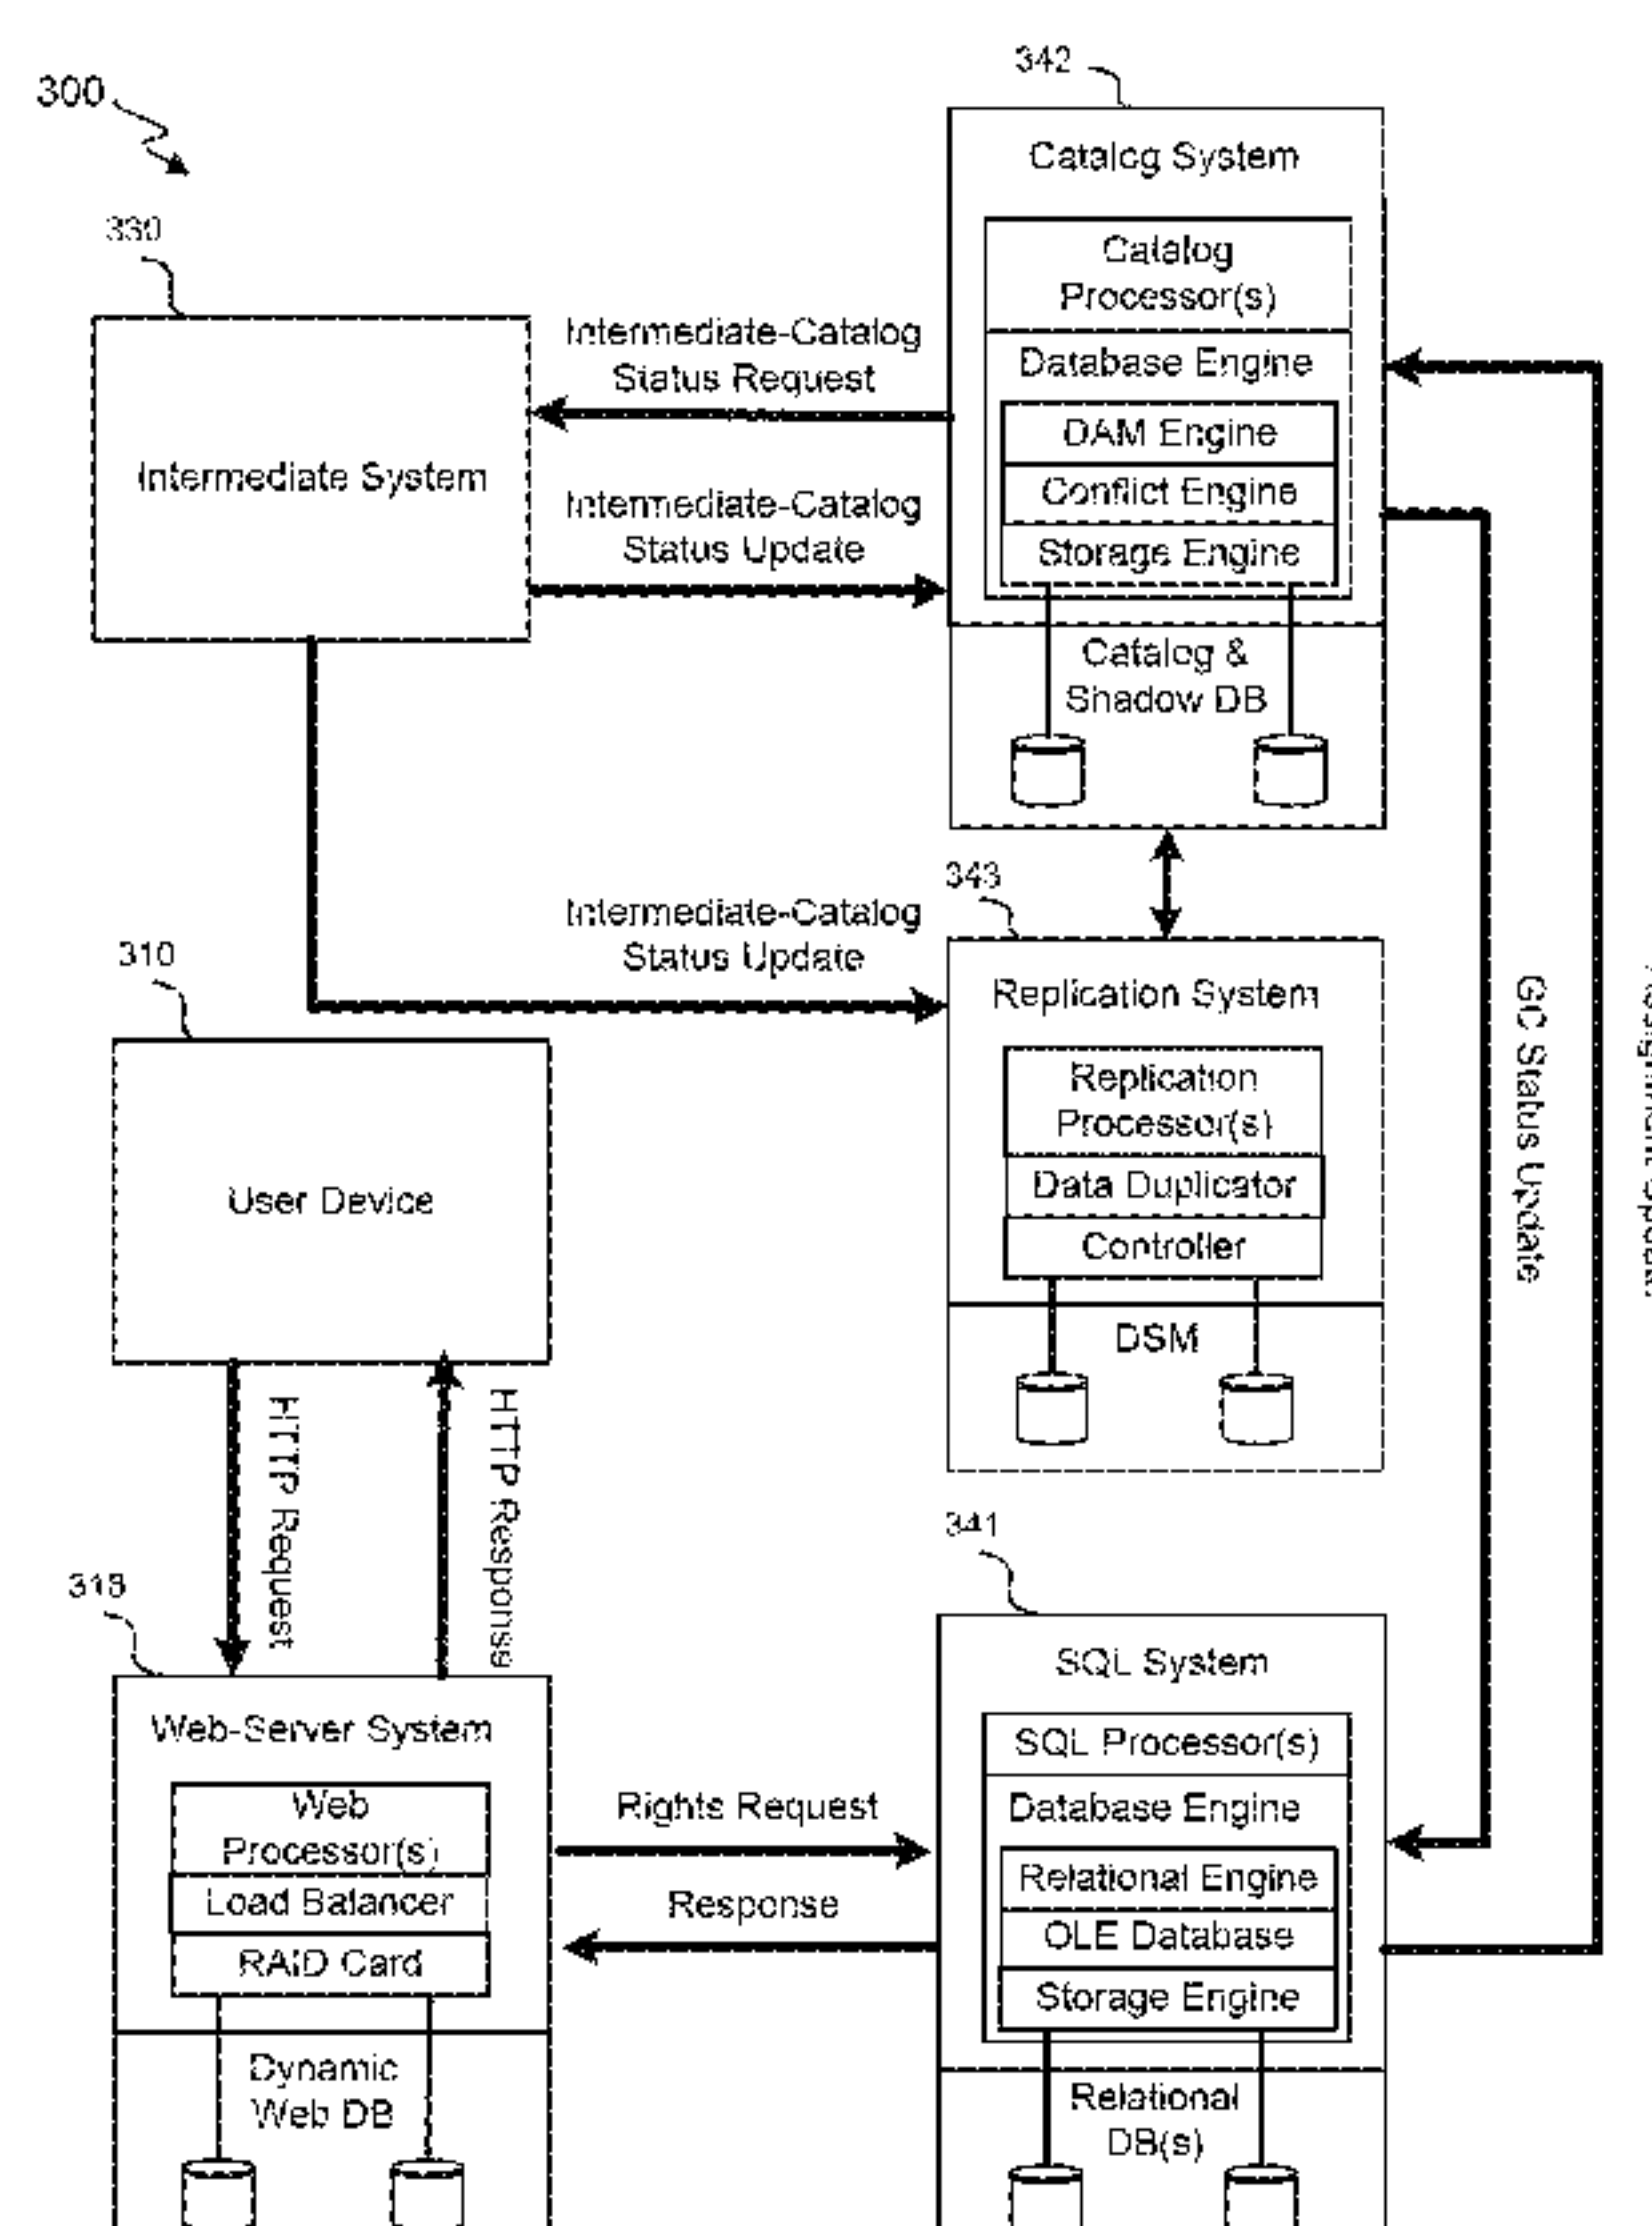 300
342
Catalog System
Catalog
Processor(s)
Database Engine
DAM Engine
Conflict Engine
Storage Engine
Catalog &
Shadow DB
330
Intermediate System
Intermediate-Catalog
Status Request
Intermediate-Catalog
Status Update
Intermediate-Catalog
Status Update
343
Replication System
Replication
Processor(s)
Data Duplicator
Controller
DSM
GC Status Update
310
User Device
HTTP Request
HTTP Response
318
Web-Server System
Web
Processor(s)
Load Balancer
RAID Card
Dynamic
Web DB
Rights Request
Response
341
SQL System
SQL Processor(s)
Database Engine
Relational Engine
OLE Database
Storage Engine
Relational
DB(s)